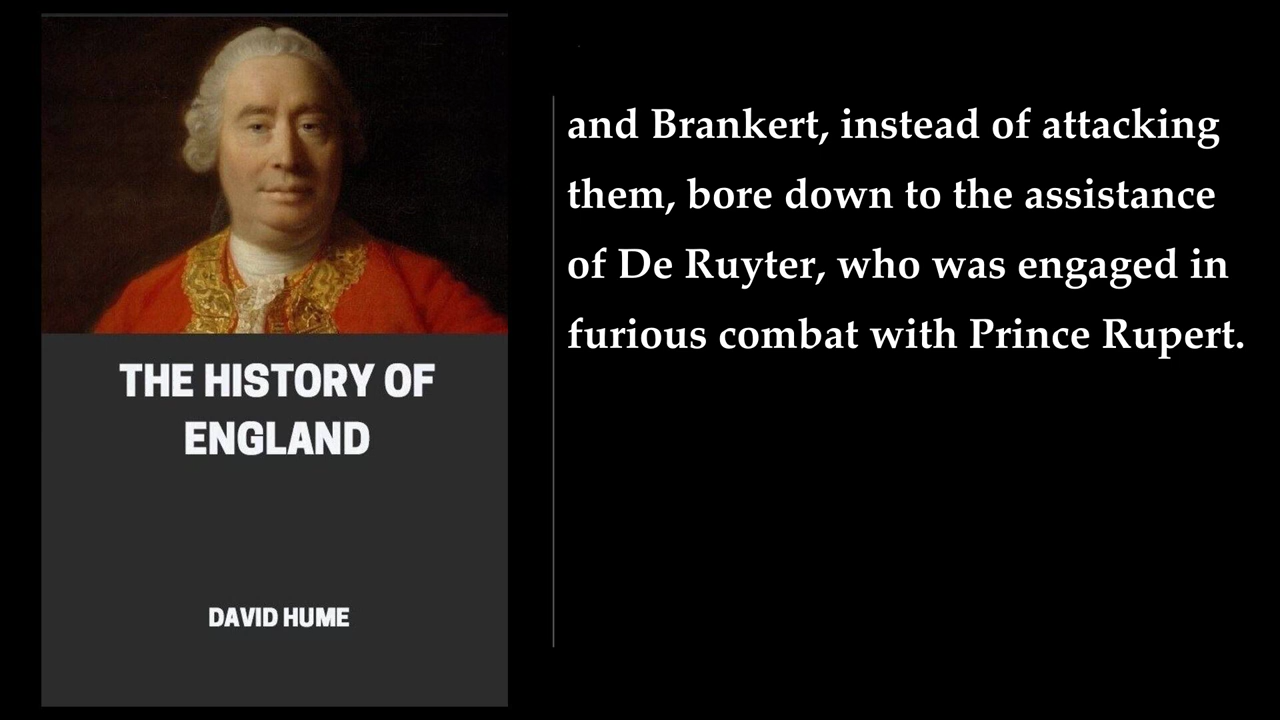 THE HISTORY OF
ENGLAND
DAVID HUME
and Brankert, instead of attacking
them, bore down to the assistance
of De Ruyter, who was engaged in
furious combat with Prince Rupert.